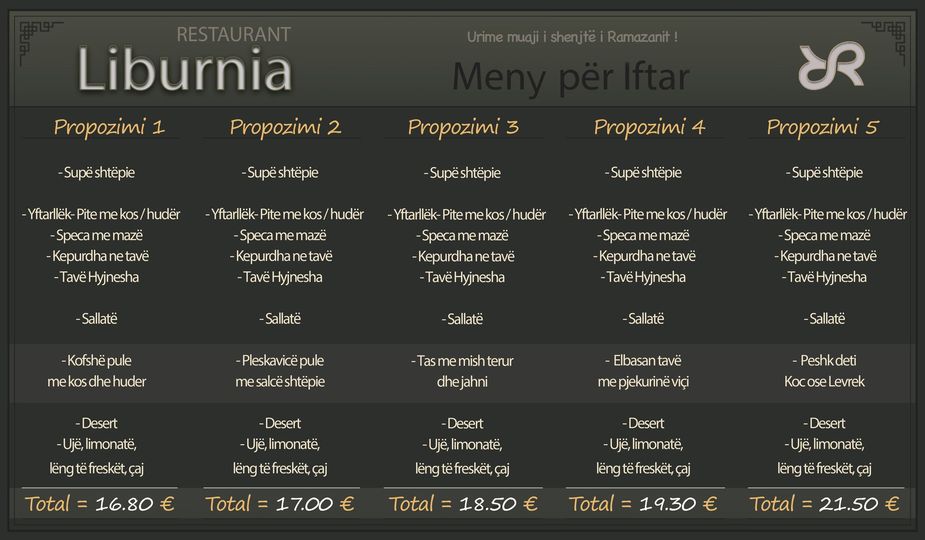 RESTAURANT
Liburnia
Urime muaji i shenjtë i Ramazanit !
Meny për Iftar
Propozimi 1
- Supë shtëpie
- Yftarllëk- Pite me kos / hudër
- Speca me mazë
- Kepurdha ne tavë
- Tavë Hyjnesha
- Sallatë
- Kofshë pule
me kos dhe huder
- Desert
- Ujë, limonatë,
lëng të freskët, çaj
Total = 16.80 €
Propozimi 2
- Supë shtëpie
- Yftarllëk- Pite me kos / hudër
- Speca me mazë
- Kepurdha ne tavë
- Tavë Hyjnesha
- Sallatë
- Pleskavicë pule
me salcë shtëpie
- Desert
- Ujë, limonatë,
lëng të freskët, çaj
Total = 17.00 €
Propozimi 3
- Supë shtëpie
- Yftarllëk- Pite me kos / hudër
- Speca me mazë
- Kepurdha ne tavë
- Tavë Hyjnesha
- Sallatë
- Tas me mish terur
dhe jahni
- Desert
- Ujë, limonatë,
lëng të freskët, çaj
Total = 18.50 €
Propozimi 4
- Supë shtëpie
- Yftarllëk- Pite me kos / hudër
- Speca me mazë
- Kepurdha ne tavë
- Tavë Hyjnesha
- Sallatë
- Elbasan tavë
me pjekurinë viçi
- Desert
- Ujë, limonatë,
lëng të freskët, çaj
Total = 19.30 €
Propozimi 5
- Supë shtëpie
- Yftarllëk- Pite me kos / hudër
- Speca me mazë
- Kepurdha ne tavë
- Tavë Hyjnesha
- Sallatë
- Peshk deti
Koc ose Levrek
- Desert
- Ujë, limonatë,
lëng të freskët, çaj
Total = 21.50 €